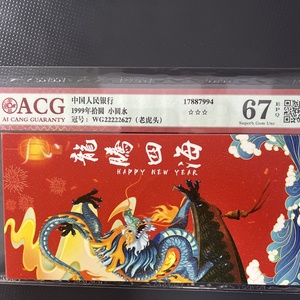 ACG
AI CANG GUARANTY
中国人民银行
1999年拾圆 小圆水
冠号：WG22222627（老虎头）
17887994
☆☆☆
67
EPQ
Superb Gem Unc
龍騰四海
HAPPY NEW YEAR